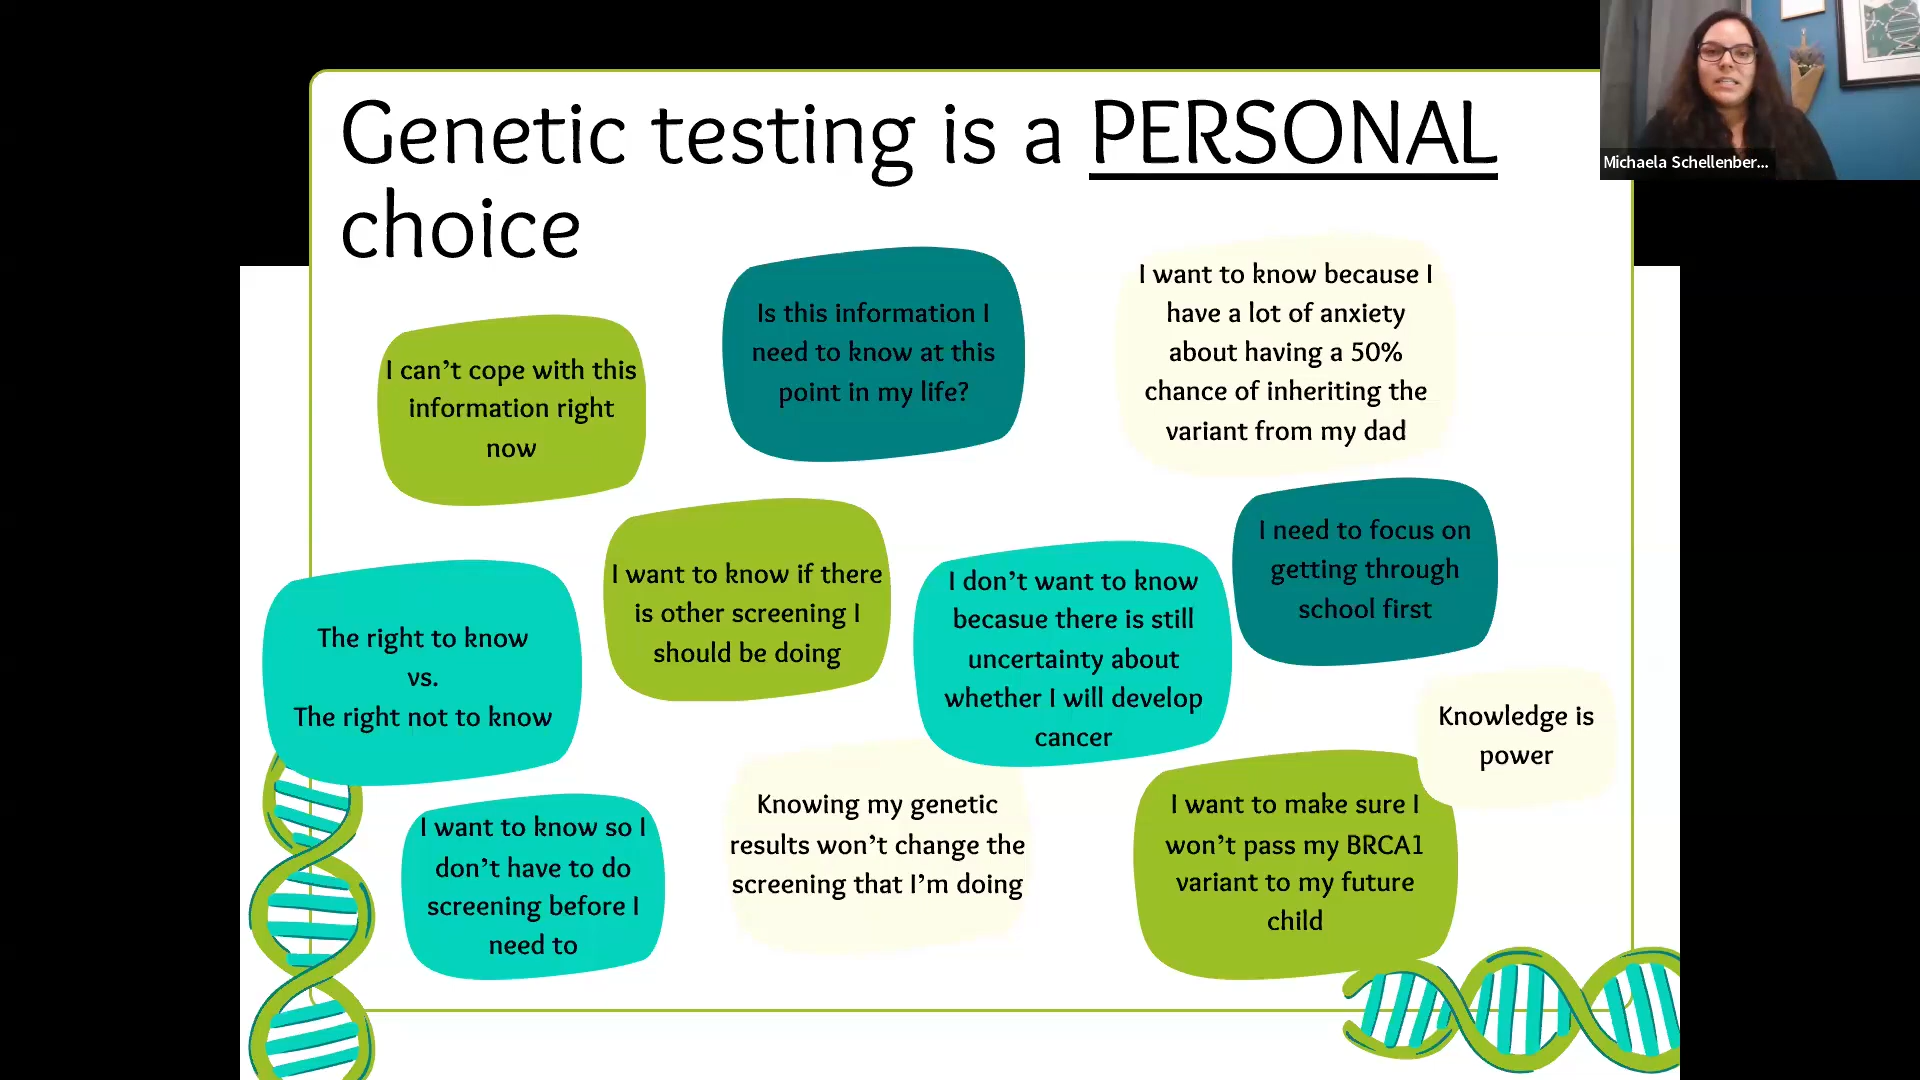 Genetic testing is a PERSONAL
choice
Michaela Schellenber...
I can’t cope with this
information right
now
Is this information I
need to know at this
point in my life?
I want to know because I
have a lot of anxiety
about having a 50%
chance of inheriting the
variant from my dad
The right to know
vs.
The right not to know
I want to know if there
is other screening I
should be doing
I don’t want to know
becasue there is still
uncertainty about
whether I will develop
cancer
I need to focus on
getting through
school first
Knowledge is
power
I want to know so I
don’t have to do
screening before I
need to
Knowing my genetic
results won’t change the
screening that I’m doing
I want to make sure I
won’t pass my BRCA1
variant to my future
child